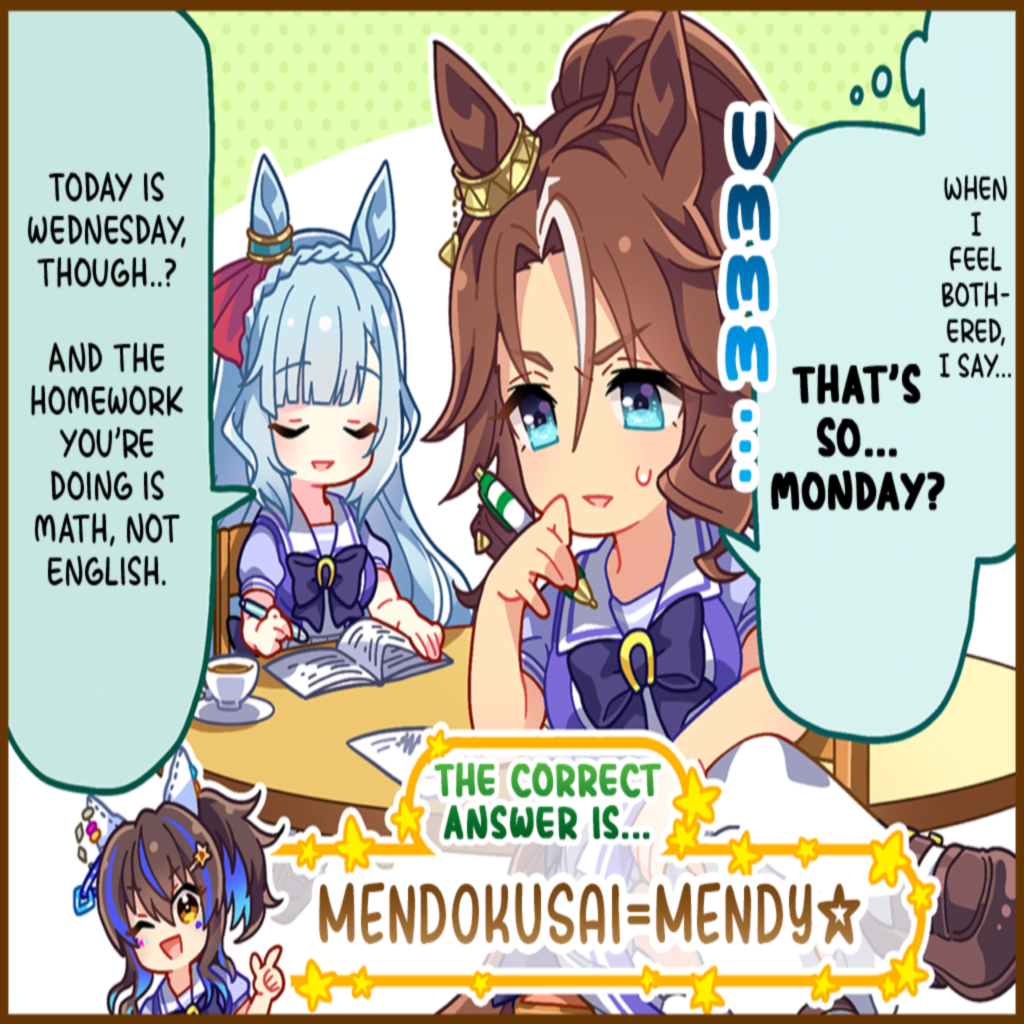 WHEN
I
FEEL
BOTH-
ERED,
I SAY...
UMMM...
THAT'S
SO...
MONDAY?
TODAY IS
WEDNESDAY,
THOUGH..?
AND THE
HOMEWORK
YOU'RE
DOING IS
MATH, NOT
ENGLISH.
THE CORRECT
ANSWER IS...
MENDOKUSAI=MENDY☆